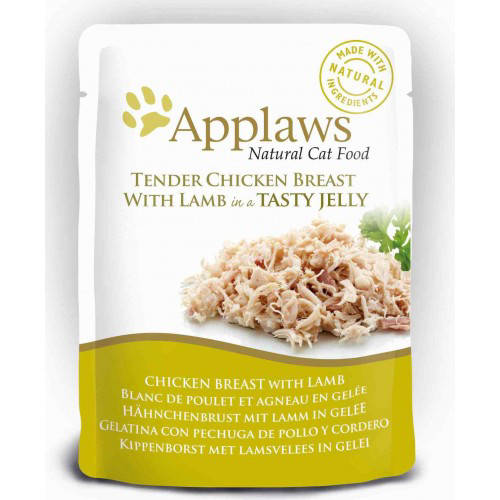 MADE WITH
NATURAL
INGREDIENTS
Applaws
Natural Cat Food
TENDER CHICKEN BREAST
WITH LAMB in a TASTY JELLY
CHICKEN BREAST WITH LAMB
BLANC DE POULET ET AGNEAU EN GELÉE
HÄHNCHENBRUST MIT LAMM IN GELEE
GELATINA CON PECHUGA DE POLLO Y CORDERO
KIPPENBORST MET LAMSVELEES IN GELEI